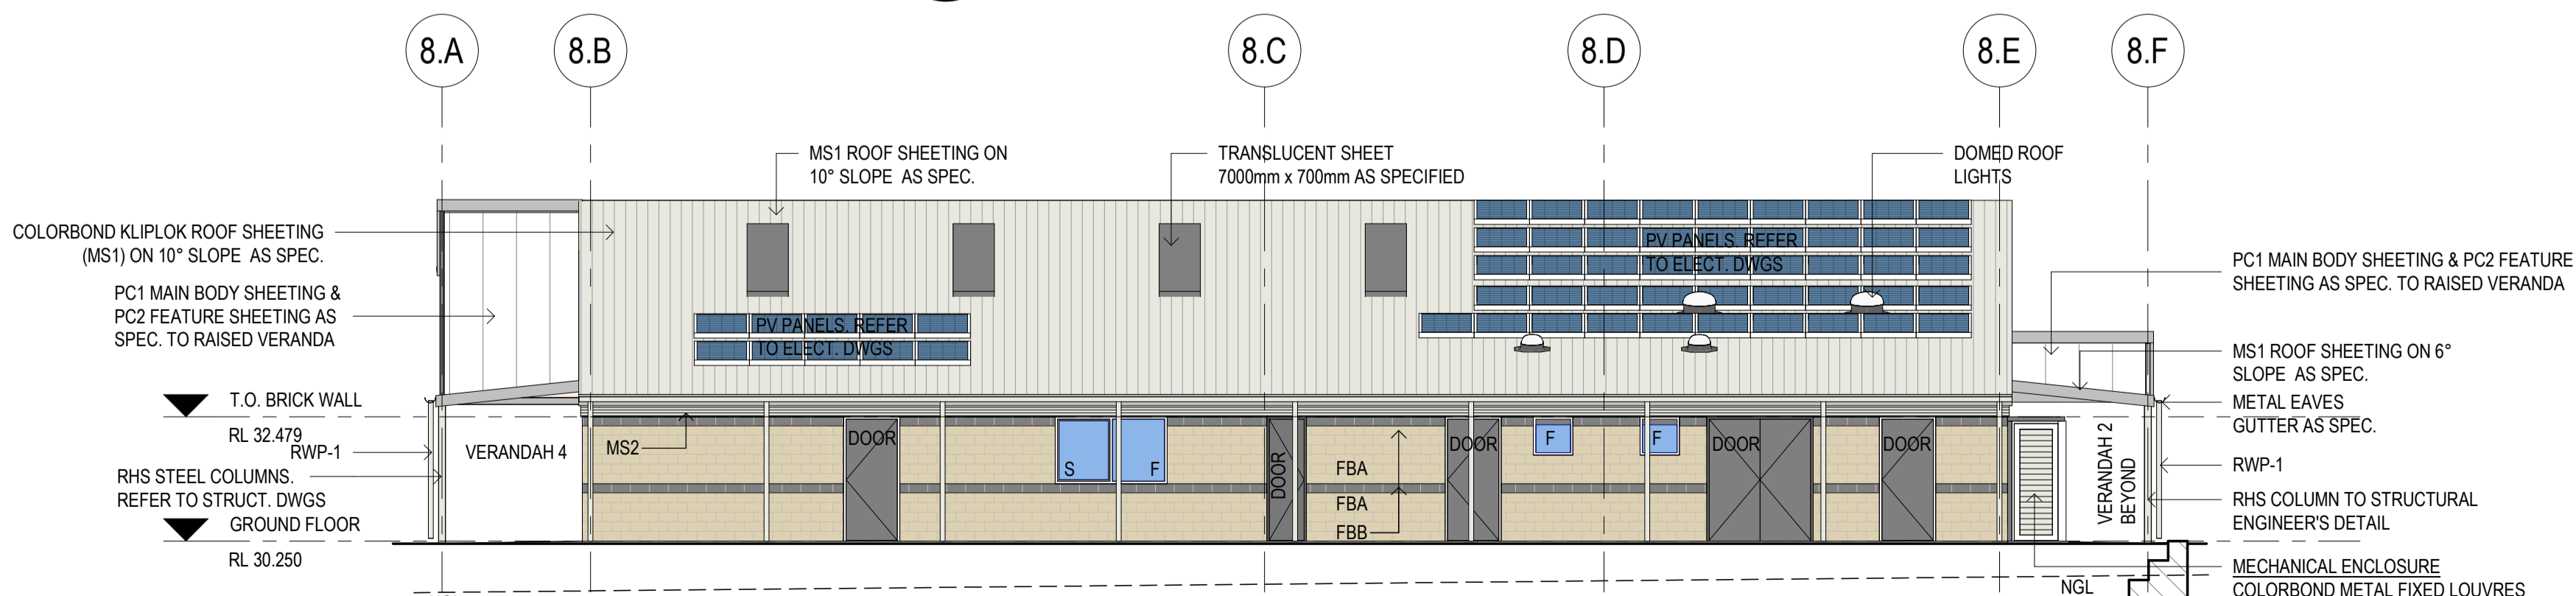 8.A
8.B
8.C
8.D
8.E
8.F
MS1 ROOF SHEETING ON
10° SLOPE  AS SPEC.
TRANSLUCENT SHEET
7000mm x 700mm AS SPECIFIED
DOMED ROOF
LIGHTS
COLORBOND KLIPLOK ROOF SHEETING
(MS1) ON 10° SLOPE  AS SPEC.
PC1 MAIN BODY SHEETING &
PC2 FEATURE SHEETING AS
SPEC. TO RAISED VERANDA
PV PANELS. REFER
TO ELECT. DWGS
PV PANELS. REFER
TO ELECT. DWGS
PC1 MAIN BODY SHEETING & PC2 FEATURE
SHEETING AS SPEC. TO RAISED VERANDA
MS1 ROOF SHEETING ON 6°
SLOPE  AS SPEC.
METAL EAVES
GUTTER AS SPEC.
RWP-1
RHS COLUMN TO STRUCTURAL
ENGINEER'S DETAIL
MECHANICAL ENCLOSURE
COLORBOND METAL FIXED LOUVRES
T.O. BRICK WALL
RL 32.479
RWP-1
RHS STEEL COLUMNS.
REFER TO STRUCT. DWGS
GROUND FLOOR
RL 30.250
VERANDAH 4
MS2
DOOR
S
F
DOOR
FBA
FBA
FBB
DOOR
F
F
DOOR
DOOR
VERANDAH 2
BEYOND
NGL